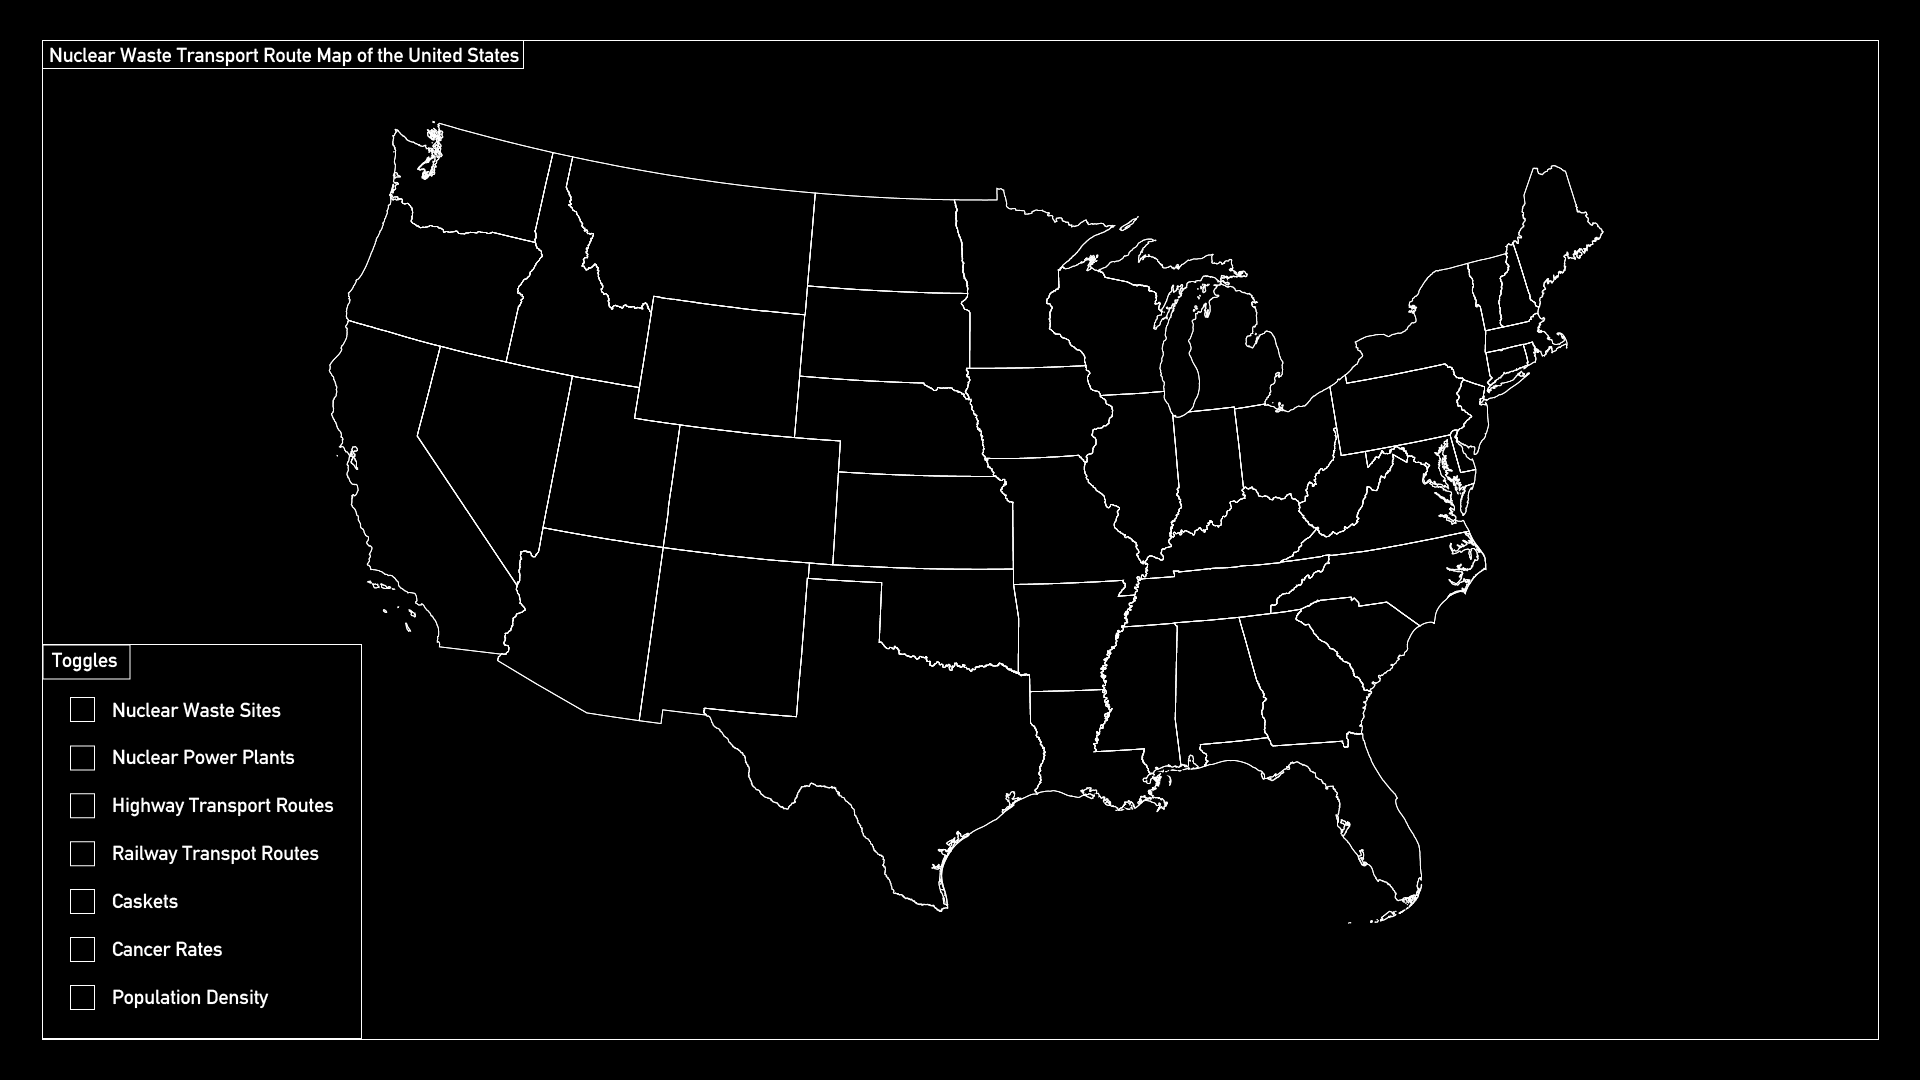 Nuclear Waste Transport Route Map of the United States
Toggles
Nuclear Waste Sites
Nuclear Power Plants
Highway Transport Routes
Railway Transpot Routes
Caskets
Cancer Rates
Population Density